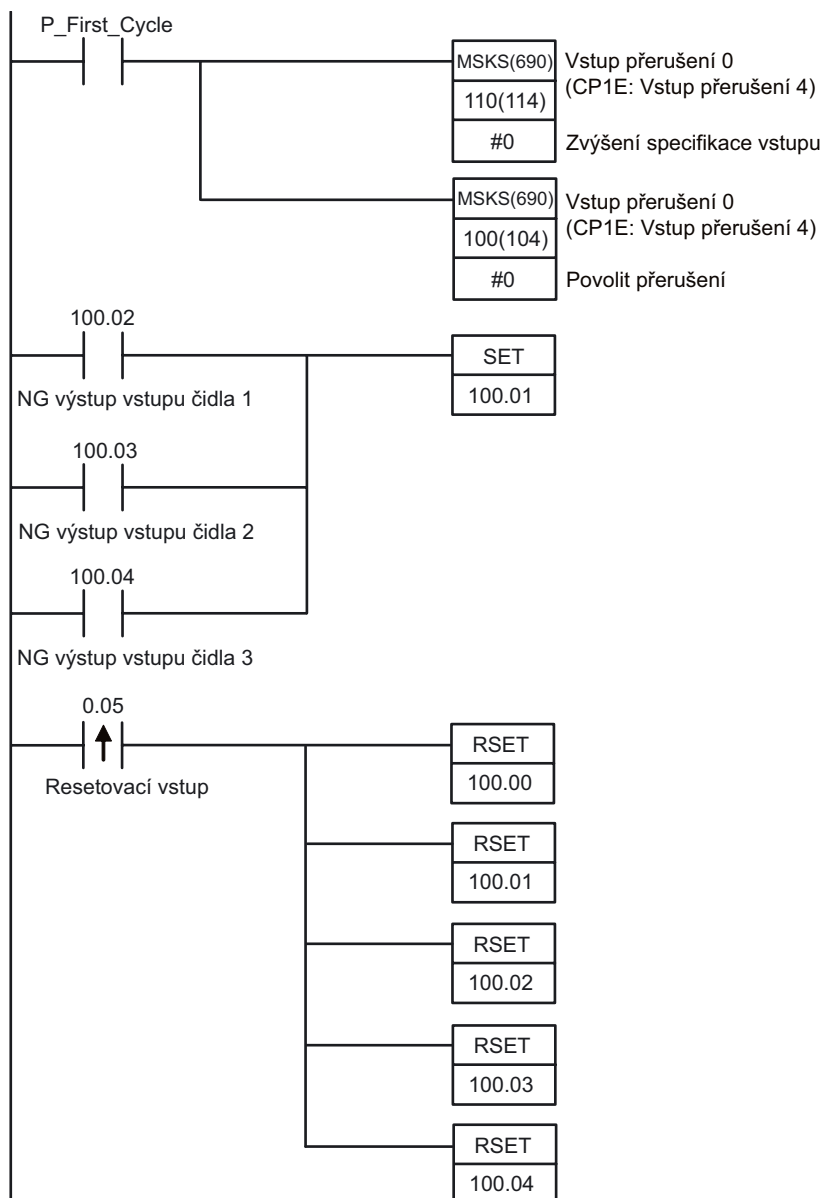 P_First_Cycle
MSKS(690)
Vstup přerušení 0
(CP1E: Vstup přerušení 4)
110(114)
#0
Zvýšení specifikace vstupu
MSKS(690)
Vstup přerušení 0
(CP1E: Vstup přerušení 4)
100(104)
#0
Povolit přerušení
100.02
SET
100.01
NG výstup vstupu čidla 1
100.03
NG výstup vstupu čidla 2
100.04
NG výstup vstupu čidla 3
0.05
Resetovací vstup
RSET
100.00
RSET
100.01
RSET
100.02
RSET
100.03
RSET
100.04